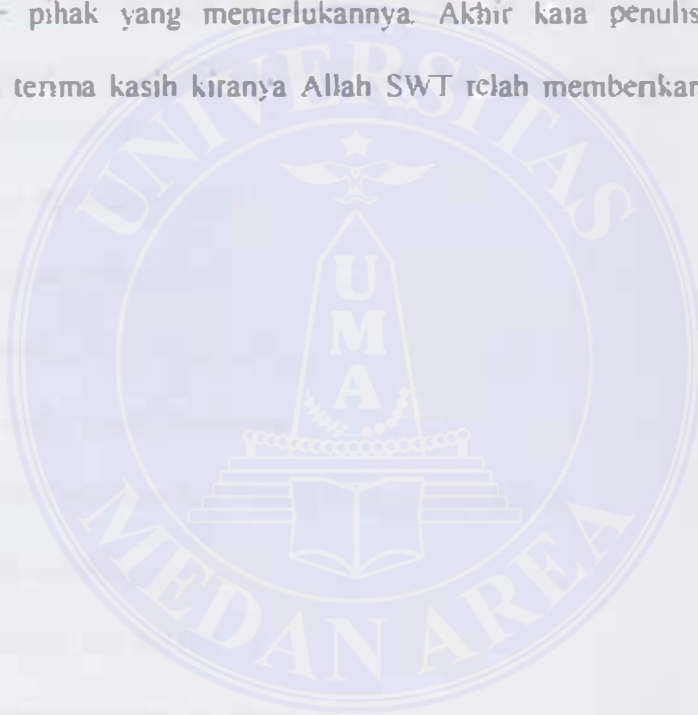 pihak yang memerlukannya. Akhir kata penulis
terima kasih kiranya Allah SWT telah memberikan
UNIVERSITAS
UMA
MEDAN AREA